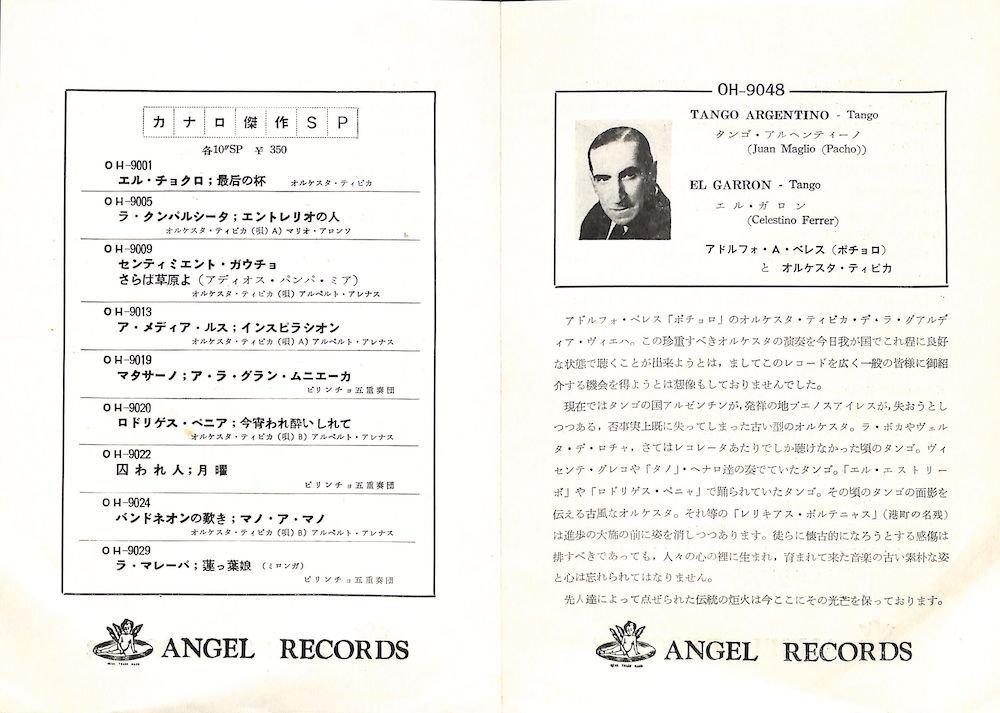 カナロ傑作SP
各10″SP ¥ 350
OH-9001
エル・チョクロ；最后の杯 オルケスタ・ティピカ
OH-9005
ラ・クンパルシータ；エントレリオの人
オルケスタ・ティピカ（唄）A）マリオ・アロンソ
OH-9009
センティミエント・ガウチョ
さらば草原よ（アディオス・パンパ・ミア）
オルケスタ・ティピカ（唄）アルベルト・アレナス
OH-9013
ア・メディア・ルス；インスピラシオン
オルケスタ・ティピカ（唄）A）アルベルト・アレナス
OH-9019
マタサーノ；ア・ラ・グラン・ムニエーカ
ピリンチョ五重奏団
OH-9020
ロドリゲス・ペニア；今宵われ酔いしれて
オルケスタ・ティピカ（唄）B）アルベルト・アレナス
OH-9022
囚われ人；月曜
ピリンチョ五重奏団
OH-9024
バンドネオンの歎き；マノ・ア・マノ
オルケスタ・ティピカ（唄）B）アルベルト・アレナス
OH-9029
ラ・マレーバ；蓮っ葉娘（ミロンガ）
ピリンチョ五重奏団
ANGEL RECORDS
OH-9048
TANGO ARGENTINO - Tango
タンゴ・アルヘンティーノ
(Juan Maglio (Pacho))
EL GARRON - Tango
エル・ガロン
(Celestino Ferrer)
アドルフォ・A・ペレス（ポチョロ）
と オルケスタ・ティピカ
アドルフォ・ペレス「ポチョロ」のオルケスタ・ティピカ・デ・ラ・グアルデ
ィア・ヴィエハ。この珍重すべきオルケスタの演奏を今日我が国でこれ程に良好
な状態で聴くことが出来ようとは，ましてこのレコードを広く一般の皆様に御紹
介する機会を得ようとは想像もしておりませんでした。
現在ではタンゴの国アルゼンチンが，発祥の地ブエノスアイレスが，失おうとし
つつある，否事実上既に失ってしまった古い型のオルケスタ。ラ・ボカやヴェル
タ・デ・ロチャ，さてはレコレータあたりでしか聴けなかった頃のタンゴ。ヴィ
センテ・グレコや「タノ」・ヘナロ達の奏でていたタンゴ。「エル・エストリー
ボ」や「ロドリゲス・ペニャ」で踊られていたタンゴ。その頃のタンゴの面影を
伝える古風なオルケスタ。それ等の「レリキアス・ポルテニャス」（港町の名残）
は進歩の大旆の前に姿を消しつつあります。徒らに懐古的になろうとする感傷は
排すべきであっても，人々の心の裡に生まれ，育まれて来た音楽の古い素朴な姿
と心は忘れられてはなりません。
先人達によって点ぜられた伝統の炬火は今ここにその光芒を保っております。
ANGEL RECORDS